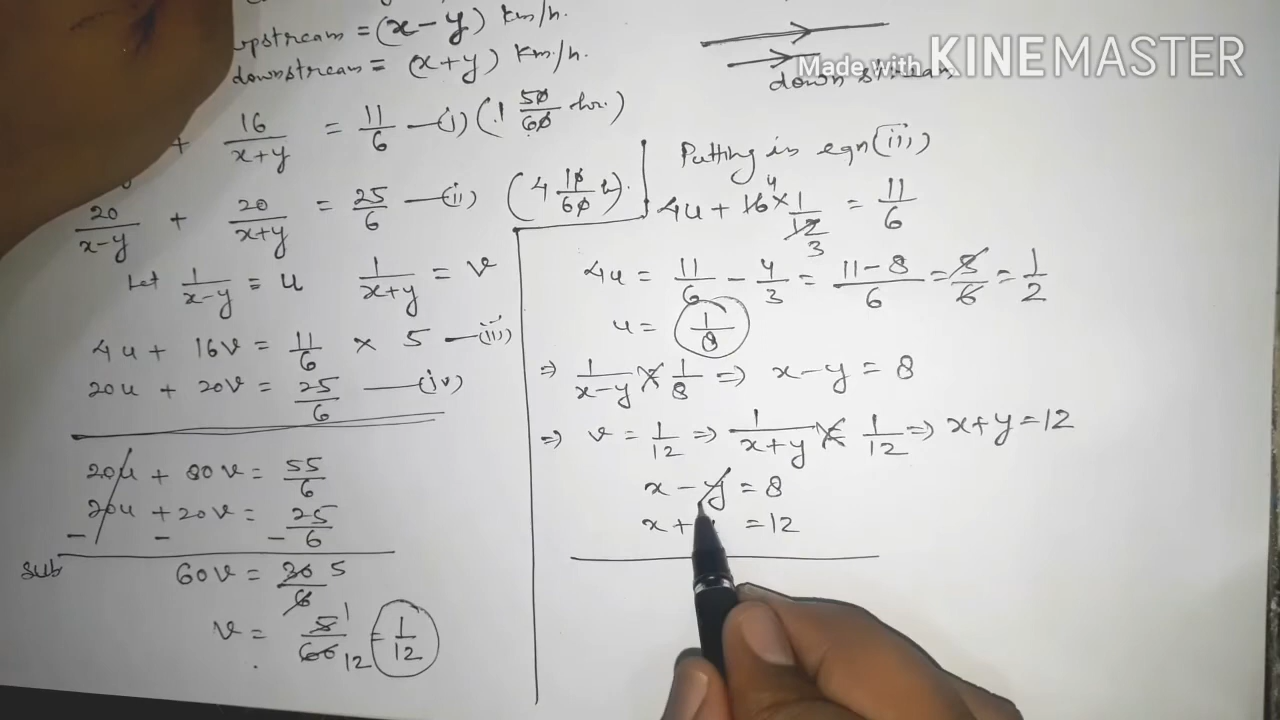 upstream = (x-y) km/h.
downstream = (x+y) km/h.
+ 16/(x+y) = 11/6 —(i) (1 50/60 hr.)
20/(x-y) + 20/(x+y) = 25/6 —(ii) (4 10/60 h).
Let 1/(x-y) = u 1/(x+y) = v
4u + 16v = 11/6 × 5 —(iii)
20u + 20v = 25/6 —(iv)
20u + 80v = 55/6
20u + 20v = 25/6
- - -
Sub 60v = 30/6 5
v = 5/60 1 12 = 1/12
down stream
Made with KINEMASTER
Putting in eqn (iii)
4u + 16 4 × 1/12 3 = 11/6
4u = 11/6 - 4/3 = (11-8)/6 = 3/6 = 1/2
u = 1/8
⇒ 1/(x-y) = 1/8 ⇒ x-y = 8
⇒ v = 1/12 ⇒ 1/(x+y) = 1/12 ⇒ x+y = 12
x - y = 8
x + = 12